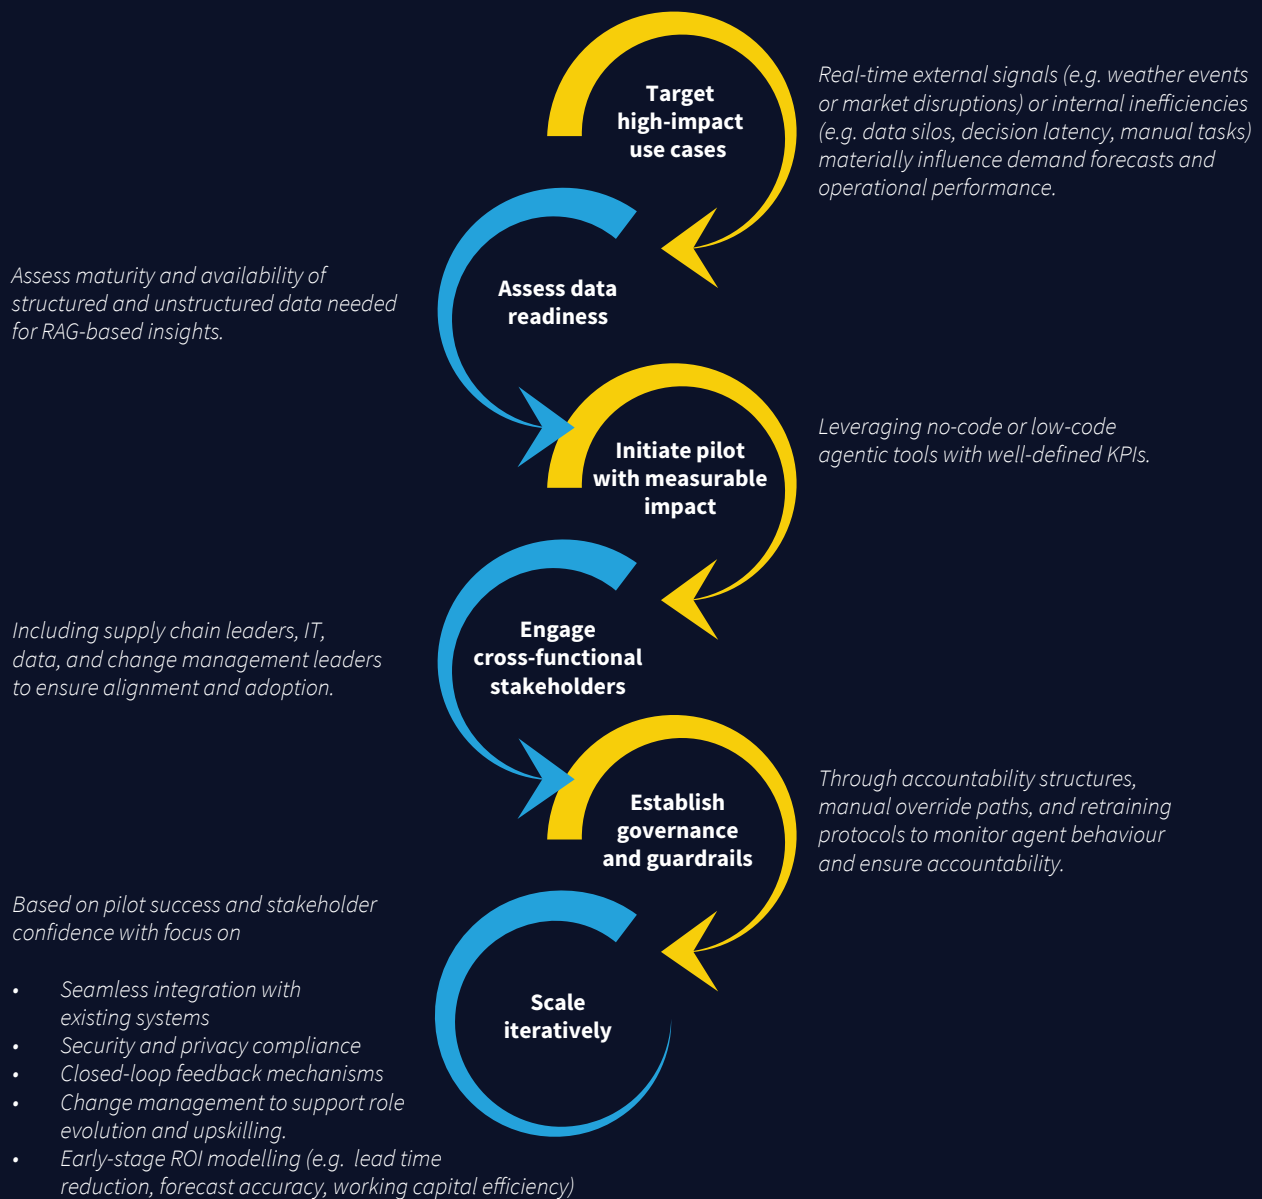 Target
high-impact
use cases
Real-time external signals (e.g. weather events
or market disruptions) or internal inefficiencies
(e.g. data silos, decision latency, manual tasks)
materially influence demand forecasts and
operational performance.
Assess data
readiness
Assess maturity and availability of
structured and unstructured data needed
for RAG-based insights.
Initiate pilot
with measurable
impact
Leveraging no-code or low-code
agentic tools with well-defined KPIs.
Engage
cross-functional
stakeholders
Including supply chain leaders, IT,
data, and change management leaders
to ensure alignment and adoption.
Establish
governance
and guardrails
Through accountability structures,
manual override paths, and retraining
protocols to monitor agent behaviour
and ensure accountability.
Scale
iteratively
Based on pilot success and stakeholder
confidence with focus on
• Seamless integration with
existing systems
• Security and privacy compliance
• Closed-loop feedback mechanisms
• Change management to support role
evolution and upskilling.
• Early-stage ROI modelling (e.g. lead time
reduction, forecast accuracy, working capital efficiency)